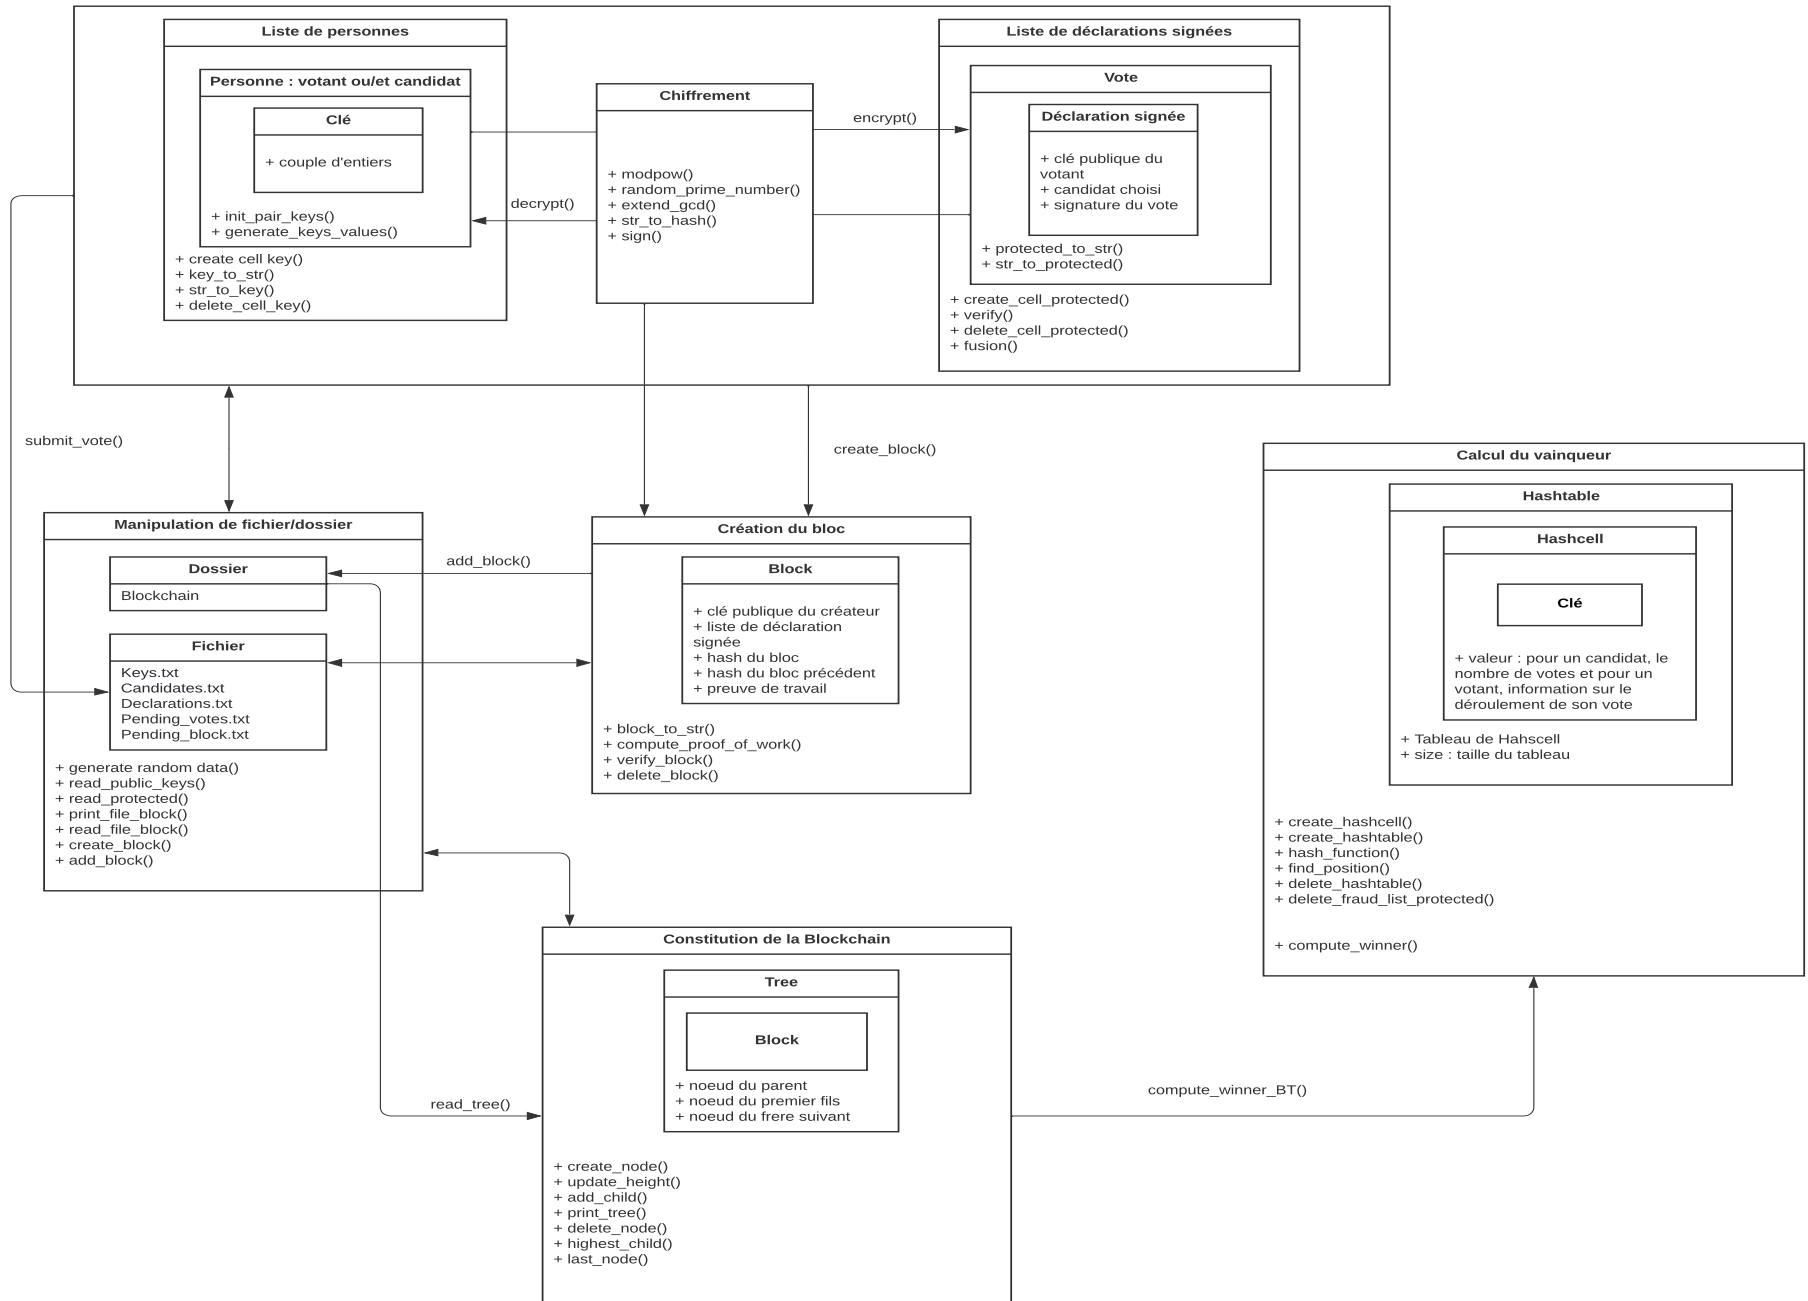 Liste de personnes
Personne : votant ou/et candidat
Clé
+ couple d'entiers
+ init_pair_keys()
+ generate_keys_values()
+ create cell key()
+ key_to_str()
+ str_to_key()
+ delete_cell_key()
decrypt()
Chiffrement
+ modpow()
+ random_prime_number()
+ extend_gcd()
+ str_to_hash()
+ sign()
encrypt()
Liste de déclarations signées
Vote
Déclaration signée
+ clé publique du
votant
+ candidat choisi
+ signature du vote
+ protected_to_str()
+ str_to_protected()
+ create_cell_protected()
+ verify()
+ delete_cell_protected()
+ fusion()
submit_vote()
create_block()
Manipulation de fichier/dossier
Dossier
Blockchain
Fichier
Keys.txt
Candidates.txt
Declarations.txt
Pending_votes.txt
Pending_block.txt
+ generate random data()
+ read_public_keys()
+ read_protected()
+ print_file_block()
+ read_file_block()
+ create_block()
+ add_block()
add_block()
Création du bloc
Block
+ clé publique du créateur
+ liste de déclaration
signée
+ hash du bloc
+ hash du bloc précédent
+ preuve de travail
+ block_to_str()
+ compute_proof_of_work()
+ verify_block()
+ delete_block()
Calcul du vainqueur
Hashtable
Hashcell
Clé
+ valeur : pour un candidat, le
nombre de votes et pour un
votant, information sur le
déroulement de son vote
+ Tableau de Hahscell
+ size : taille du tableau
+ create_hashcell()
+ create_hashtable()
+ hash_function()
+ find_position()
+ delete_hashtable()
+ delete_fraud_list_protected()
+ compute_winner()
read_tree()
Constitution de la Blockchain
Tree
Block
+ noeud du parent
+ noeud du premier fils
+ noeud du frere suivant
+ create_node()
+ update_height()
+ add_child()
+ print_tree()
+ delete_node()
+ highest_child()
+ last_node()
compute_winner_BT()